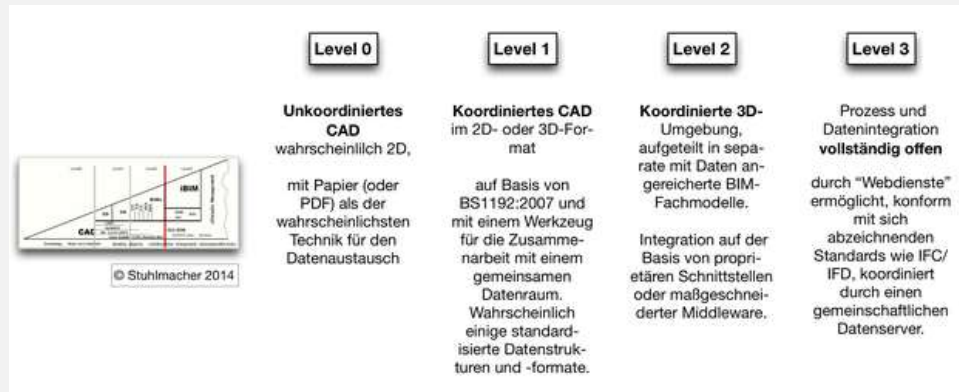 Level 0
Unkoordiniertes
CAD
wahrscheinlilch 2D,
mit Papier (oder
PDF) als der
wahrscheinlichsten
Technik für den
Datenaustausch
Level 1
Koordiniertes CAD
im 2D- oder 3D-For-
mat
auf Basis von
BS1192:2007 und
mit einem Werkzeug
für die Zusamme-
narbeit mit einem
gemeinsamen
Datenraum.
Wahrscheinlich
einige standard-
isierte Datenstruk-
turen und -formate.
Level 2
Koordinierte 3D-
Umgebung,
aufgeteilt in sepa-
rate mit Daten an-
gereicherte BIM-
Fachmodelle.
Integration auf der
Basis von propri-
etären Schnittstellen
oder maßgeschnei-
derter Middleware.
Level 3
Prozess und
Datenintegration
vollständig offen
durch “Webdienste”
ermöglicht, konform
mit sich
abzeichnenden
Standards wie IFC/
IFD, koordiniert
durch einen
gemeinschaftlichen
Datenserver.
iBIM
CAD
© Stuhlmacher 2014